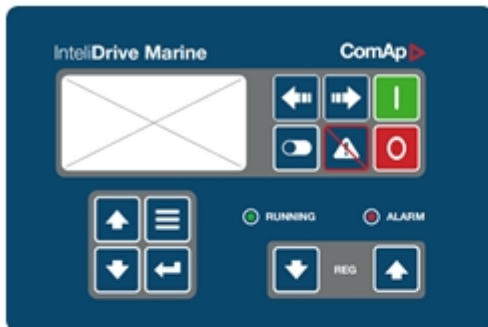 InteliDrive Marine
ComAp
RUNNING
ALARM
REG